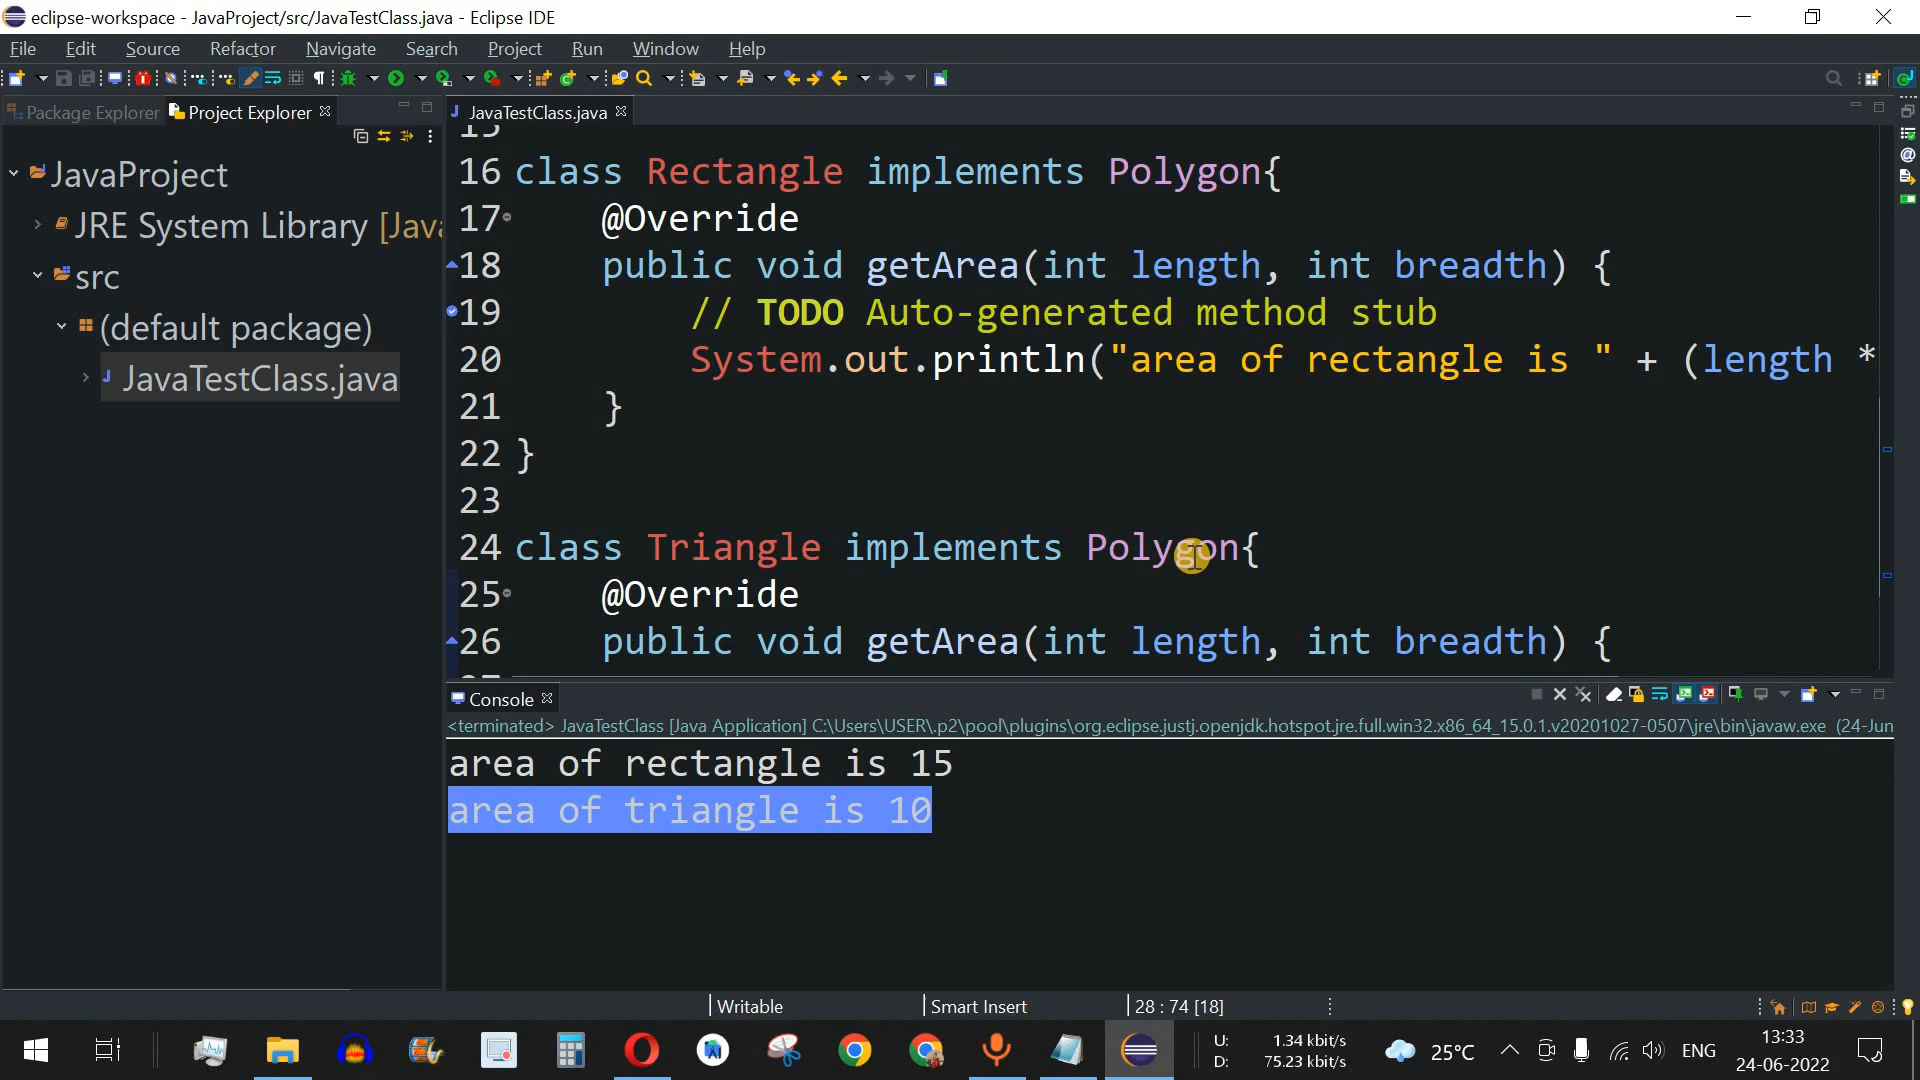 eclipse-workspace - JavaProject/src/JavaTestClass.java - Eclipse IDE
File Edit Source Refactor Navigate Search Project Run Window Help
Package Explorer Project Explorer
JavaTestClass.java
JavaProject
JRE System Library [Java
src
(default package)
JavaTestClass.java
15
16 class Rectangle implements Polygon{
17 @Override
18 public void getArea(int length, int breadth) {
19 // TODO Auto-generated method stub
20 System.out.println("area of rectangle is " + (length *
21 }
22 }
23
24 class Triangle implements Polygon{
25 @Override
26 public void getArea(int length, int breadth) {
Console
<terminated> JavaTestClass [Java Application] C:\Users\USER\.p2\pool\plugins\org.eclipse.justj.openjdk.hotspot.jre.full.win32.x86_64_15.0.1.v20201027-0507\jre\bin\javaw.exe (24-Jun
area of rectangle is 15
area of triangle is 10
Writable Smart Insert 28 : 74 [18]
U: 1.34 kbit/s
D: 75.23 kbit/s
25°C
ENG
13:33
24-06-2022